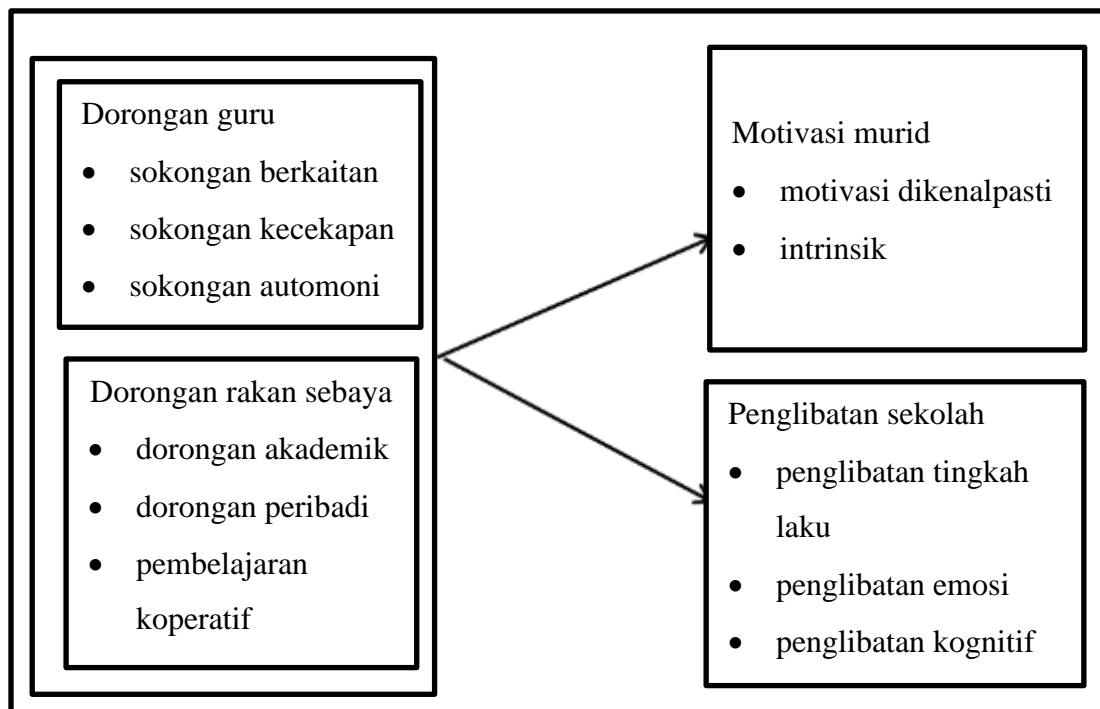 Dorongan guru
• sokongan berkaitan
• sokongan kecekapan
• sokongan automoni
Dorongan rakan sebaya
• dorongan akademik
• dorongan peribadi
• pembelajaran
koperatif
Motivasi murid
• motivasi dikenalpasti
• intrinsik
Penglibatan sekolah
• penglibatan tingkah
laku
• penglibatan emosi
• penglibatan kognitif